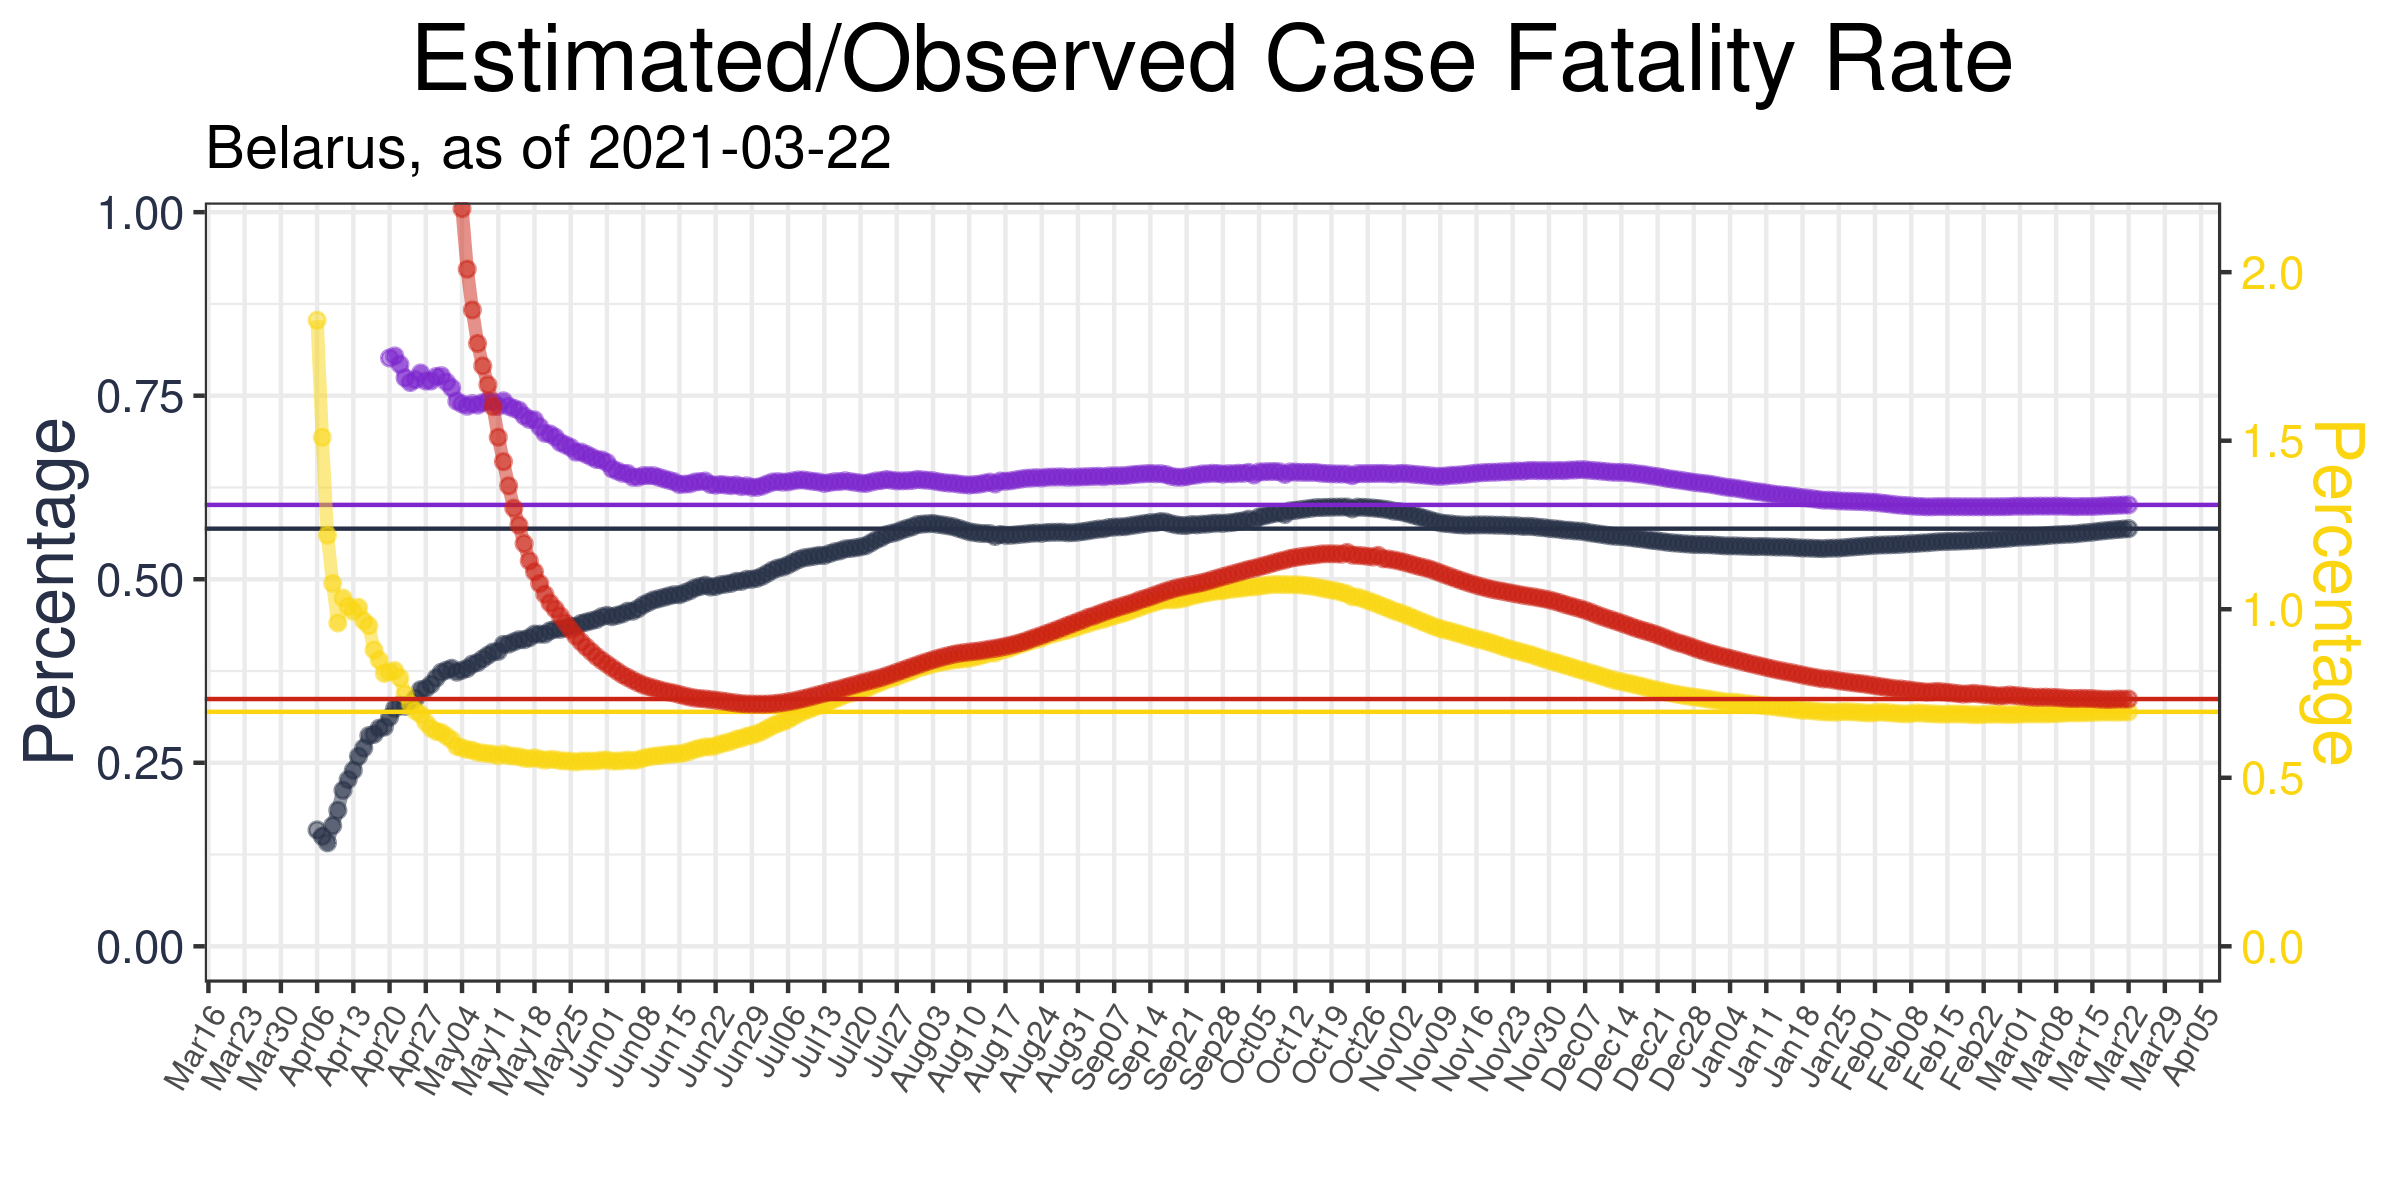 Estimated/Observed Case Fatality Rate
Belarus, as of 2021-03-22
Percentage
1.00
0.75
0.50
0.25
0.00
2.0
1.5
1.0
0.5
0.0
Percentage
Mar16
Mar23
Mar30
Apr06
Apr13
Apr20
Apr27
May04
May11
May18
May25
Jun01
Jun08
Jun15
Jun22
Jun29
Jul06
Jul13
Jul20
Jul27
Aug03
Aug10
Aug17
Aug24
Aug31
Sep07
Sep14
Sep21
Sep28
Oct05
Oct12
Oct19
Oct26
Nov02
Nov09
Nov16
Nov23
Nov30
Dec07
Dec14
Dec21
Dec28
Jan04
Jan11
Jan18
Jan25
Feb01
Feb08
Feb15
Feb22
Mar01
Mar08
Mar15
Mar22
Mar29
Apr05